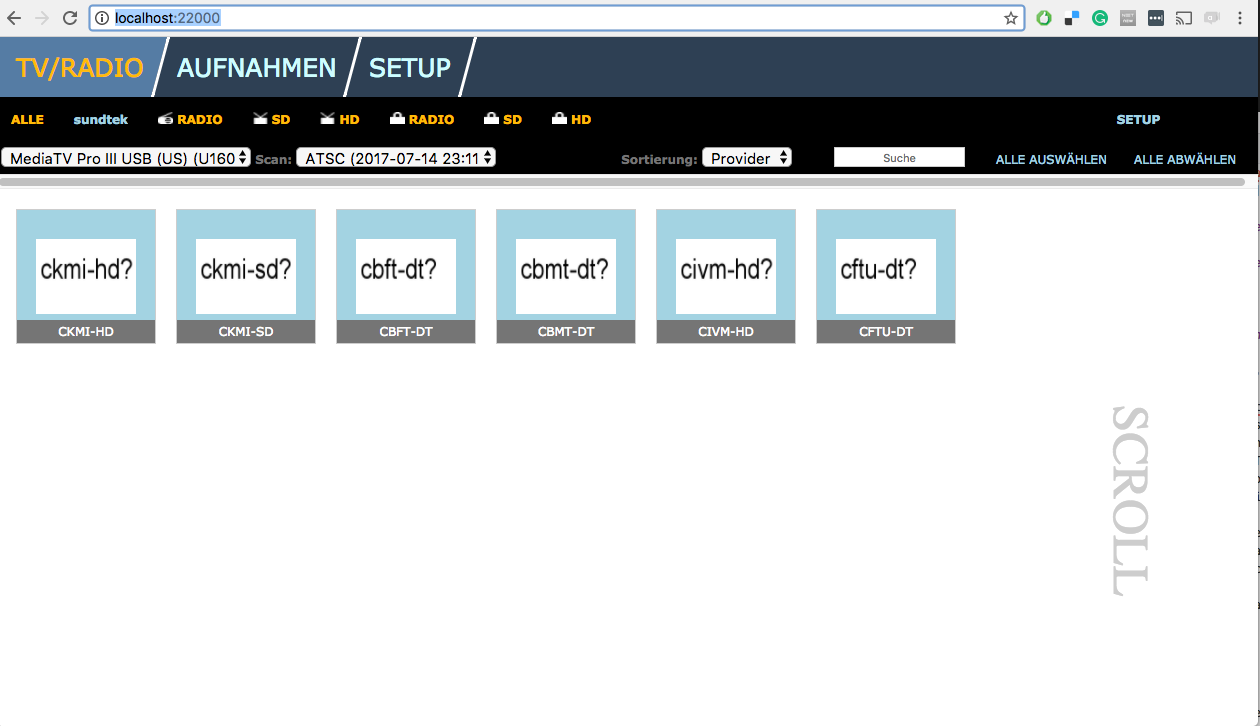 localhost:22000
TV/RADIO AUFNAHMEN SETUP
ALLE sundtek RADIO SD HD RADIO SD HD SETUP
MediaTV Pro III USB (US) (U160 Scan: ATSC (2017-07-14 23:11 Sortierung: Provider Suche ALLE AUSWÄHLEN ALLE ABWÄHLEN
ckmi-hd? ckmi-sd? cbft-dt? cbmt-dt? civm-hd? cftu-dt?
CKMI-HD CKMI-SD CBFT-DT CBMT-DT CIVM-HD CFTU-DT
SCROLL